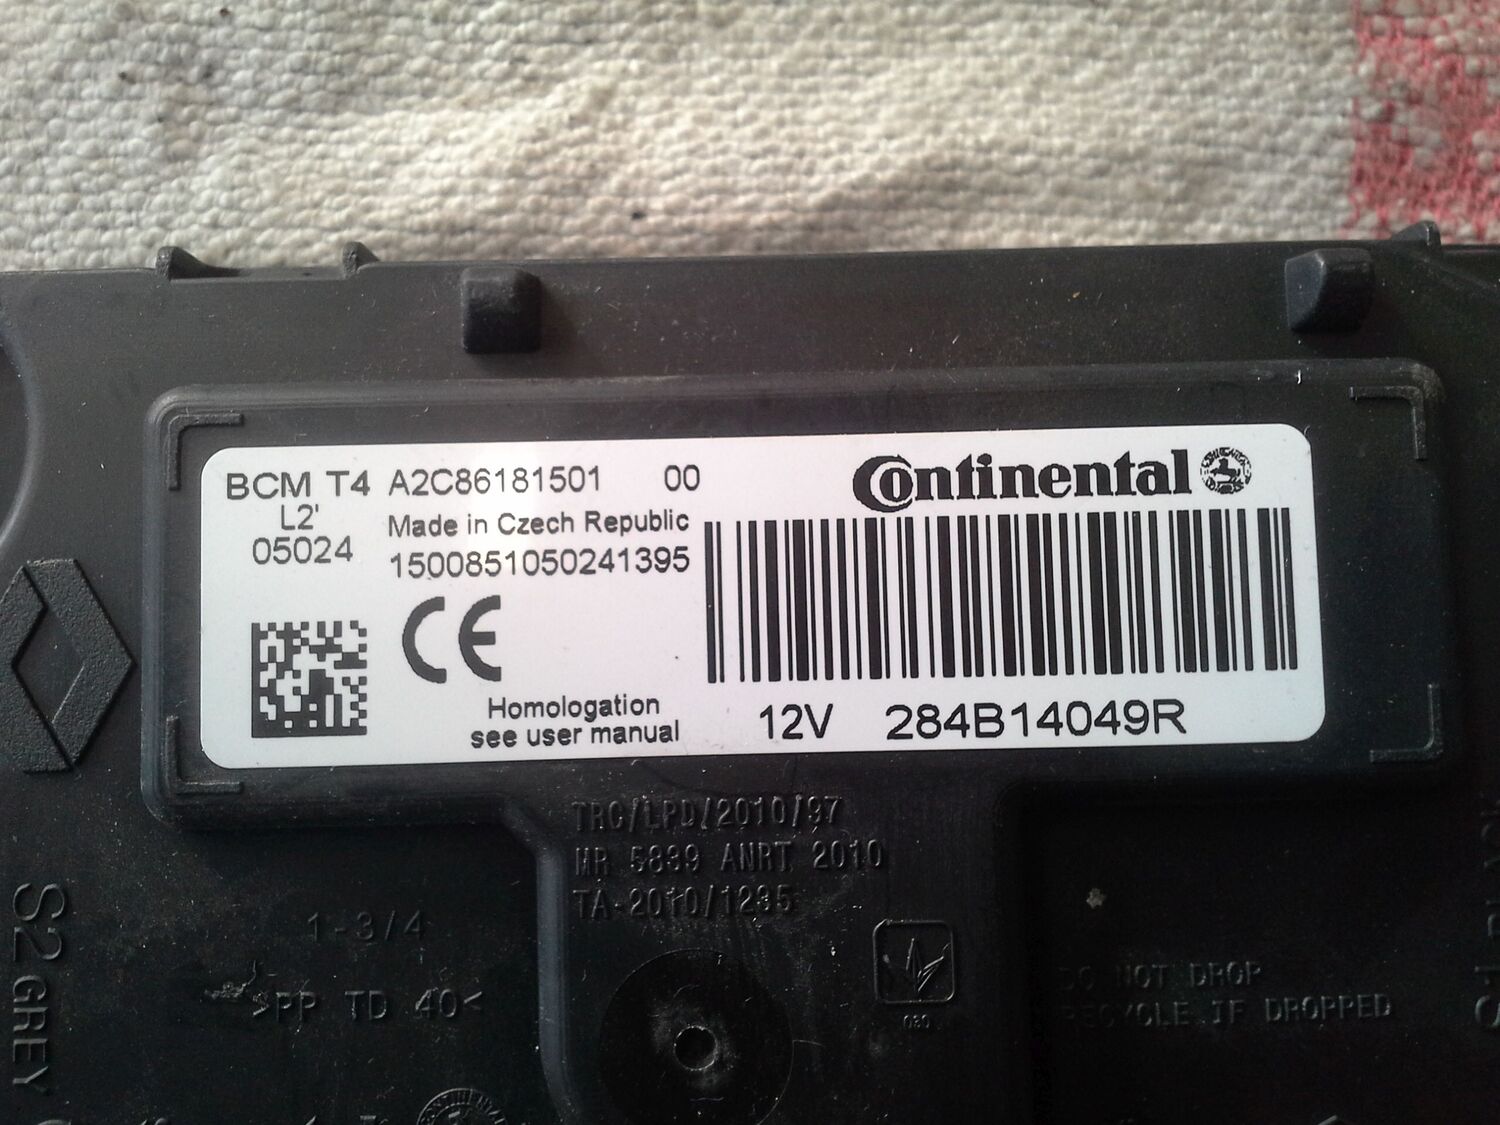 BCM T4 A2C86181501 00
L2'
05024
Made in Czech Republic
1500851050241395
Continental
CE
Homologation
see user manual
12V 284B14049R
TRC/LPD/2010/97
MR 5839 ANRT 2010
TA-2010/1235
1-3/4
>PP TD 40<
S2 GREY
030
DO NOT DROP
RECYCLE IF DROPPED